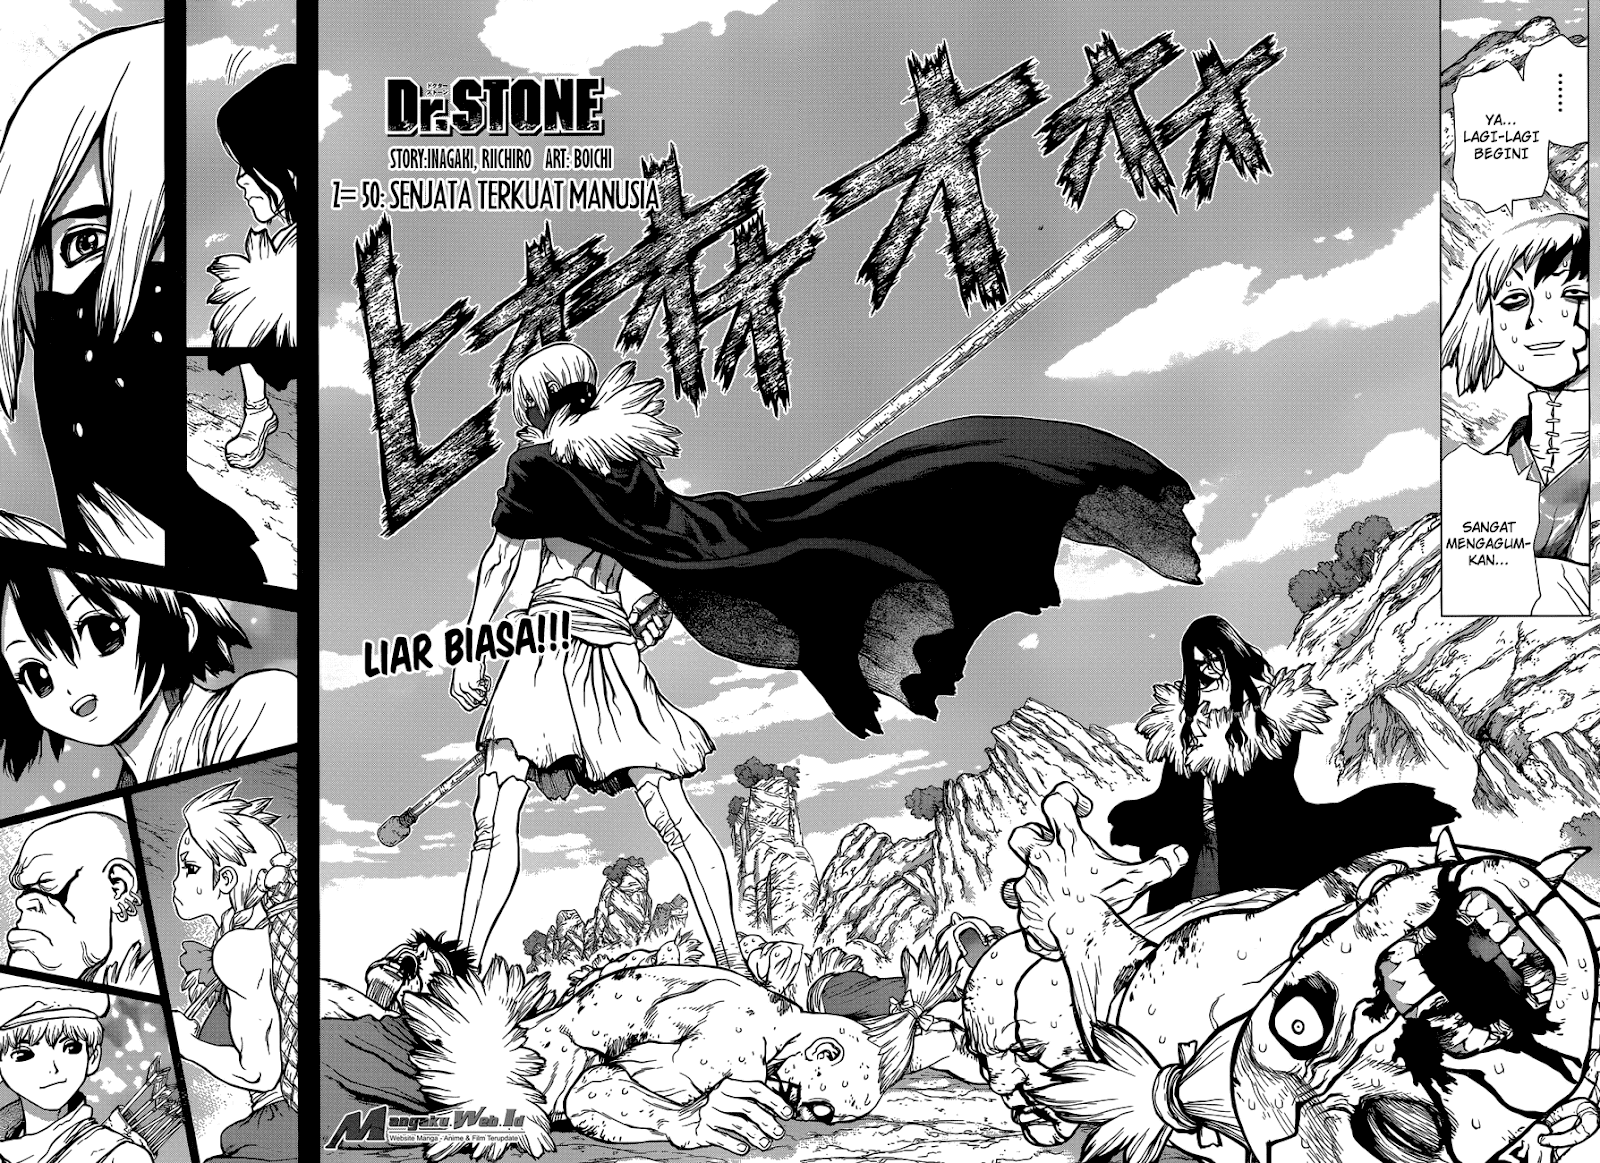 ......
YA...
LAGI-LAGI
BEGINI
SANGAT
MENGAGUM-
KAN...
ドクター
ストーン
Dr.STONE
STORY:INAGAKI, RIICHIRO ART: BOICHI
Z= 50: SENJATA TERKUAT MANUSIA
ヒオオオオオオ
LIAR BIASA!!!
Mangaku.Web.Id
Website Manga - Anime & Film Terupdate